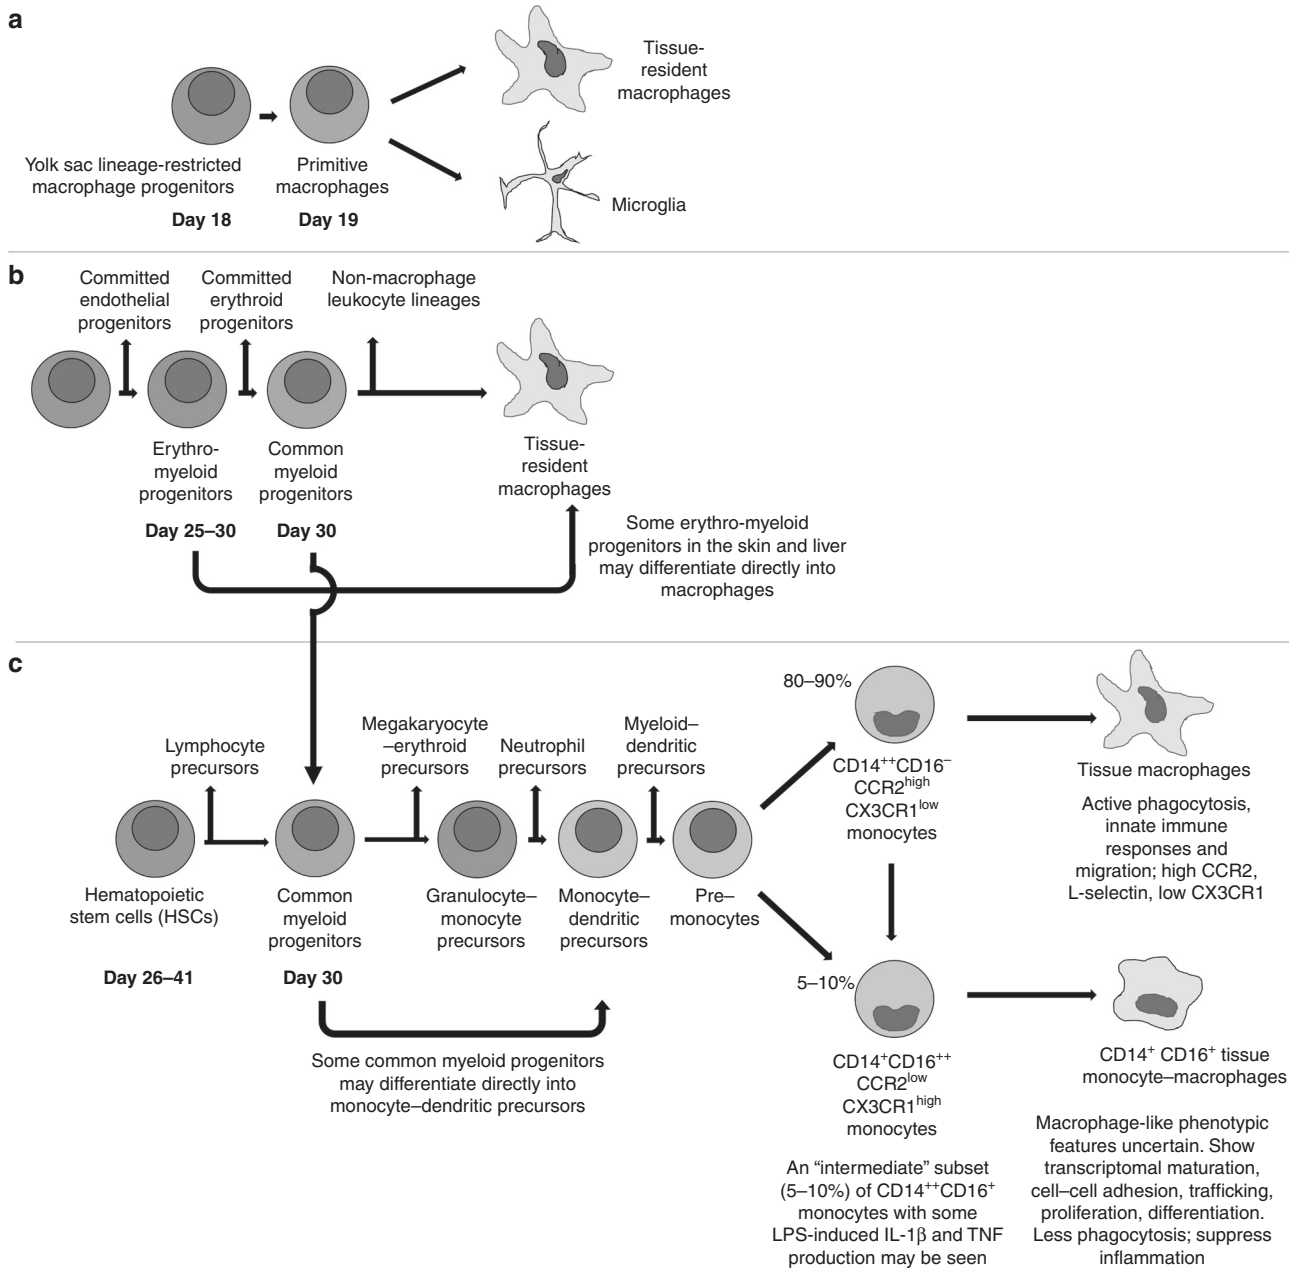 a
Tissue-
resident
macrophages
Yolk sac lineage-restricted
macrophage progenitors
Day 18
Primitive
macrophages
Day 19
Microglia
b
Committed
endothelial
progenitors
Committed
erythroid
progenitors
Non-macrophage
leukocyte lineages
Erythro-
myeloid
progenitors
Day 25–30
Common
myeloid
progenitors
Day 30
Tissue-
resident
macrophages
Some erythro-myeloid
progenitors in the skin and liver
may differentiate directly into
macrophages
c
Lymphocyte
precursors
Megakaryocyte
–erythroid
precursors
Neutrophil
precursors
Myeloid–
dendritic
precursors
Hematopoietic
stem cells (HSCs)
Day 26–41
Common
myeloid
progenitors
Day 30
Granulocyte–
monocyte
precursors
Monocyte–
dendritic
precursors
Pre–
monocytes
Some common myeloid progenitors
may differentiate directly into
monocyte–dendritic precursors
80–90%
CD14⁺⁺CD16⁻
CCR2ʰⁱᵍʰ
CX3CR1ˡᵒʷ
monocytes
Tissue macrophages
Active phagocytosis,
innate immune
responses and
migration; high CCR2,
L-selectin, low CX3CR1
5–10%
CD14⁺CD16⁺⁺
CCR2ˡᵒʷ
CX3CR1ʰⁱᵍʰ
monocytes
An “intermediate” subset
(5–10%) of CD14⁺⁺CD16⁺
monocytes with some
LPS-induced IL-1β and TNF
production may be seen
CD14⁺ CD16⁺ tissue
monocyte–macrophages
Macrophage-like phenotypic
features uncertain. Show
transcriptomal maturation,
cell–cell adhesion, trafficking,
proliferation, differentiation.
Less phagocytosis; suppress
inflammation